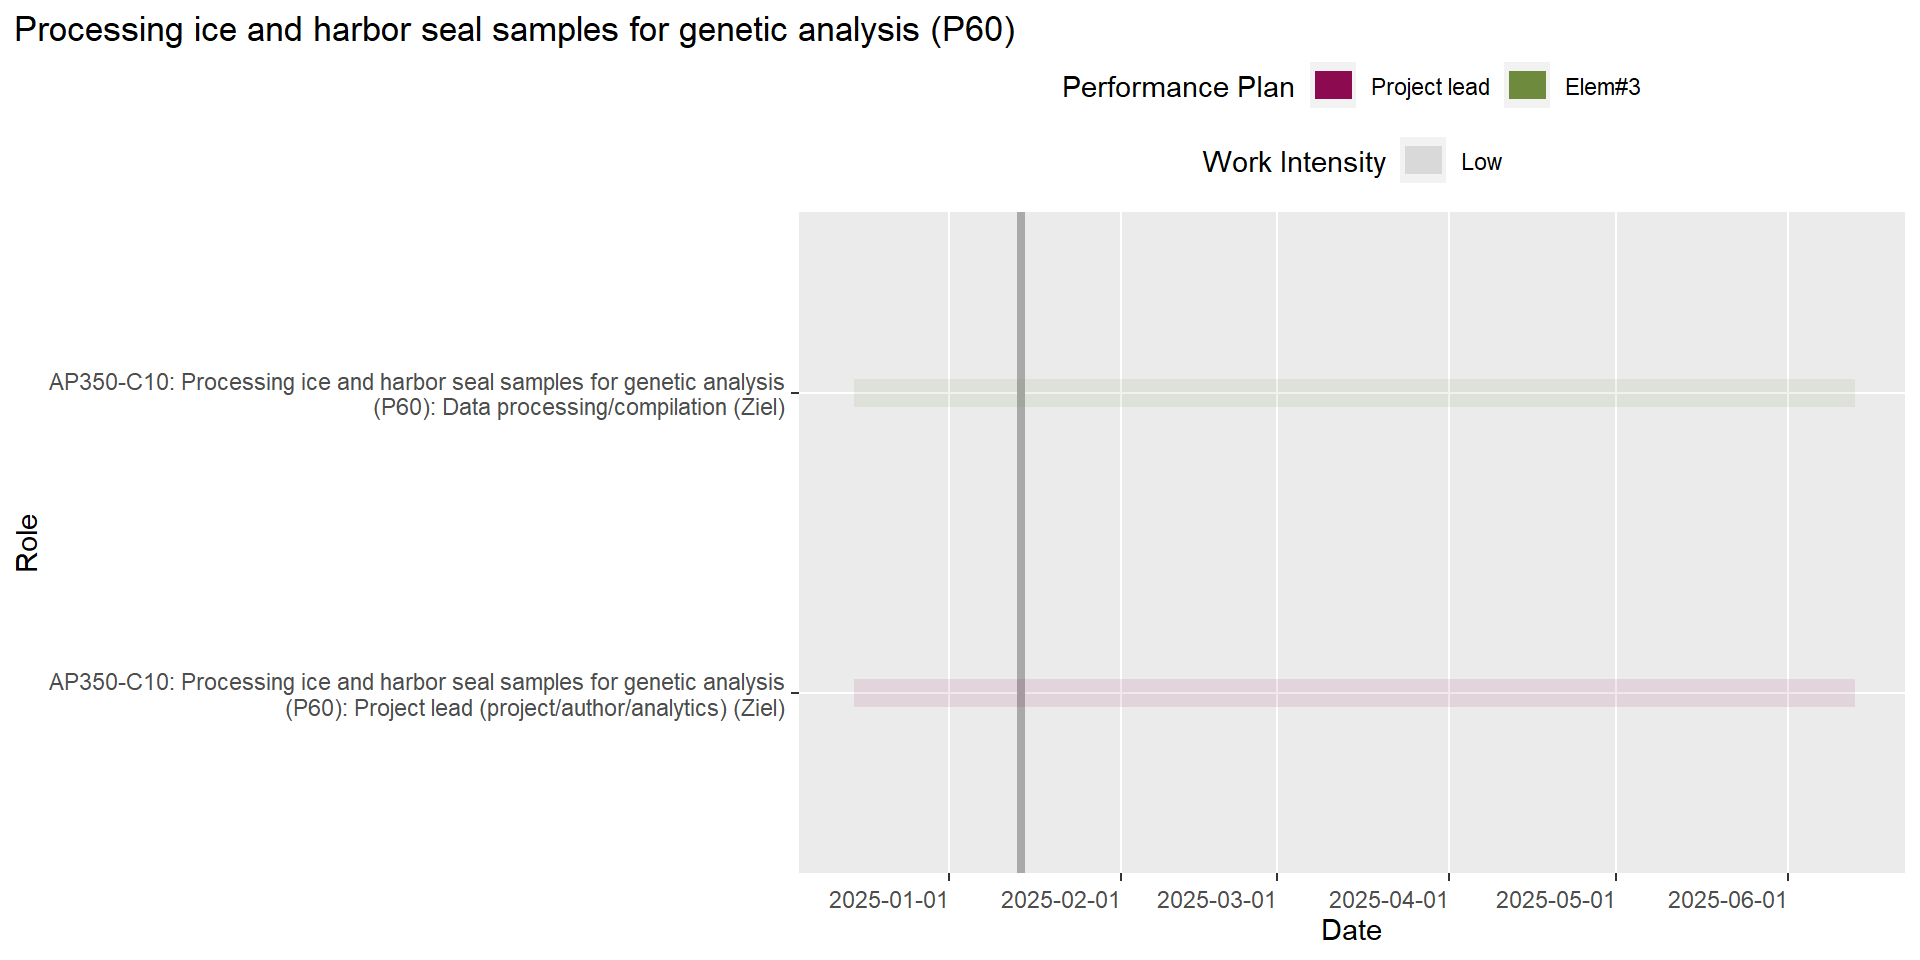 Processing ice and harbor seal samples for genetic analysis (P60)
Performance Plan Project lead Elem#3
Work Intensity Low
AP350-C10: Processing ice and harbor seal samples for genetic analysis
(P60): Data processing/compilation (Ziel)
Role
AP350-C10: Processing ice and harbor seal samples for genetic analysis
(P60): Project lead (project/author/analytics) (Ziel)
2025-01-01 2025-02-01 2025-03-01 2025-04-01 2025-05-01 2025-06-01
Date